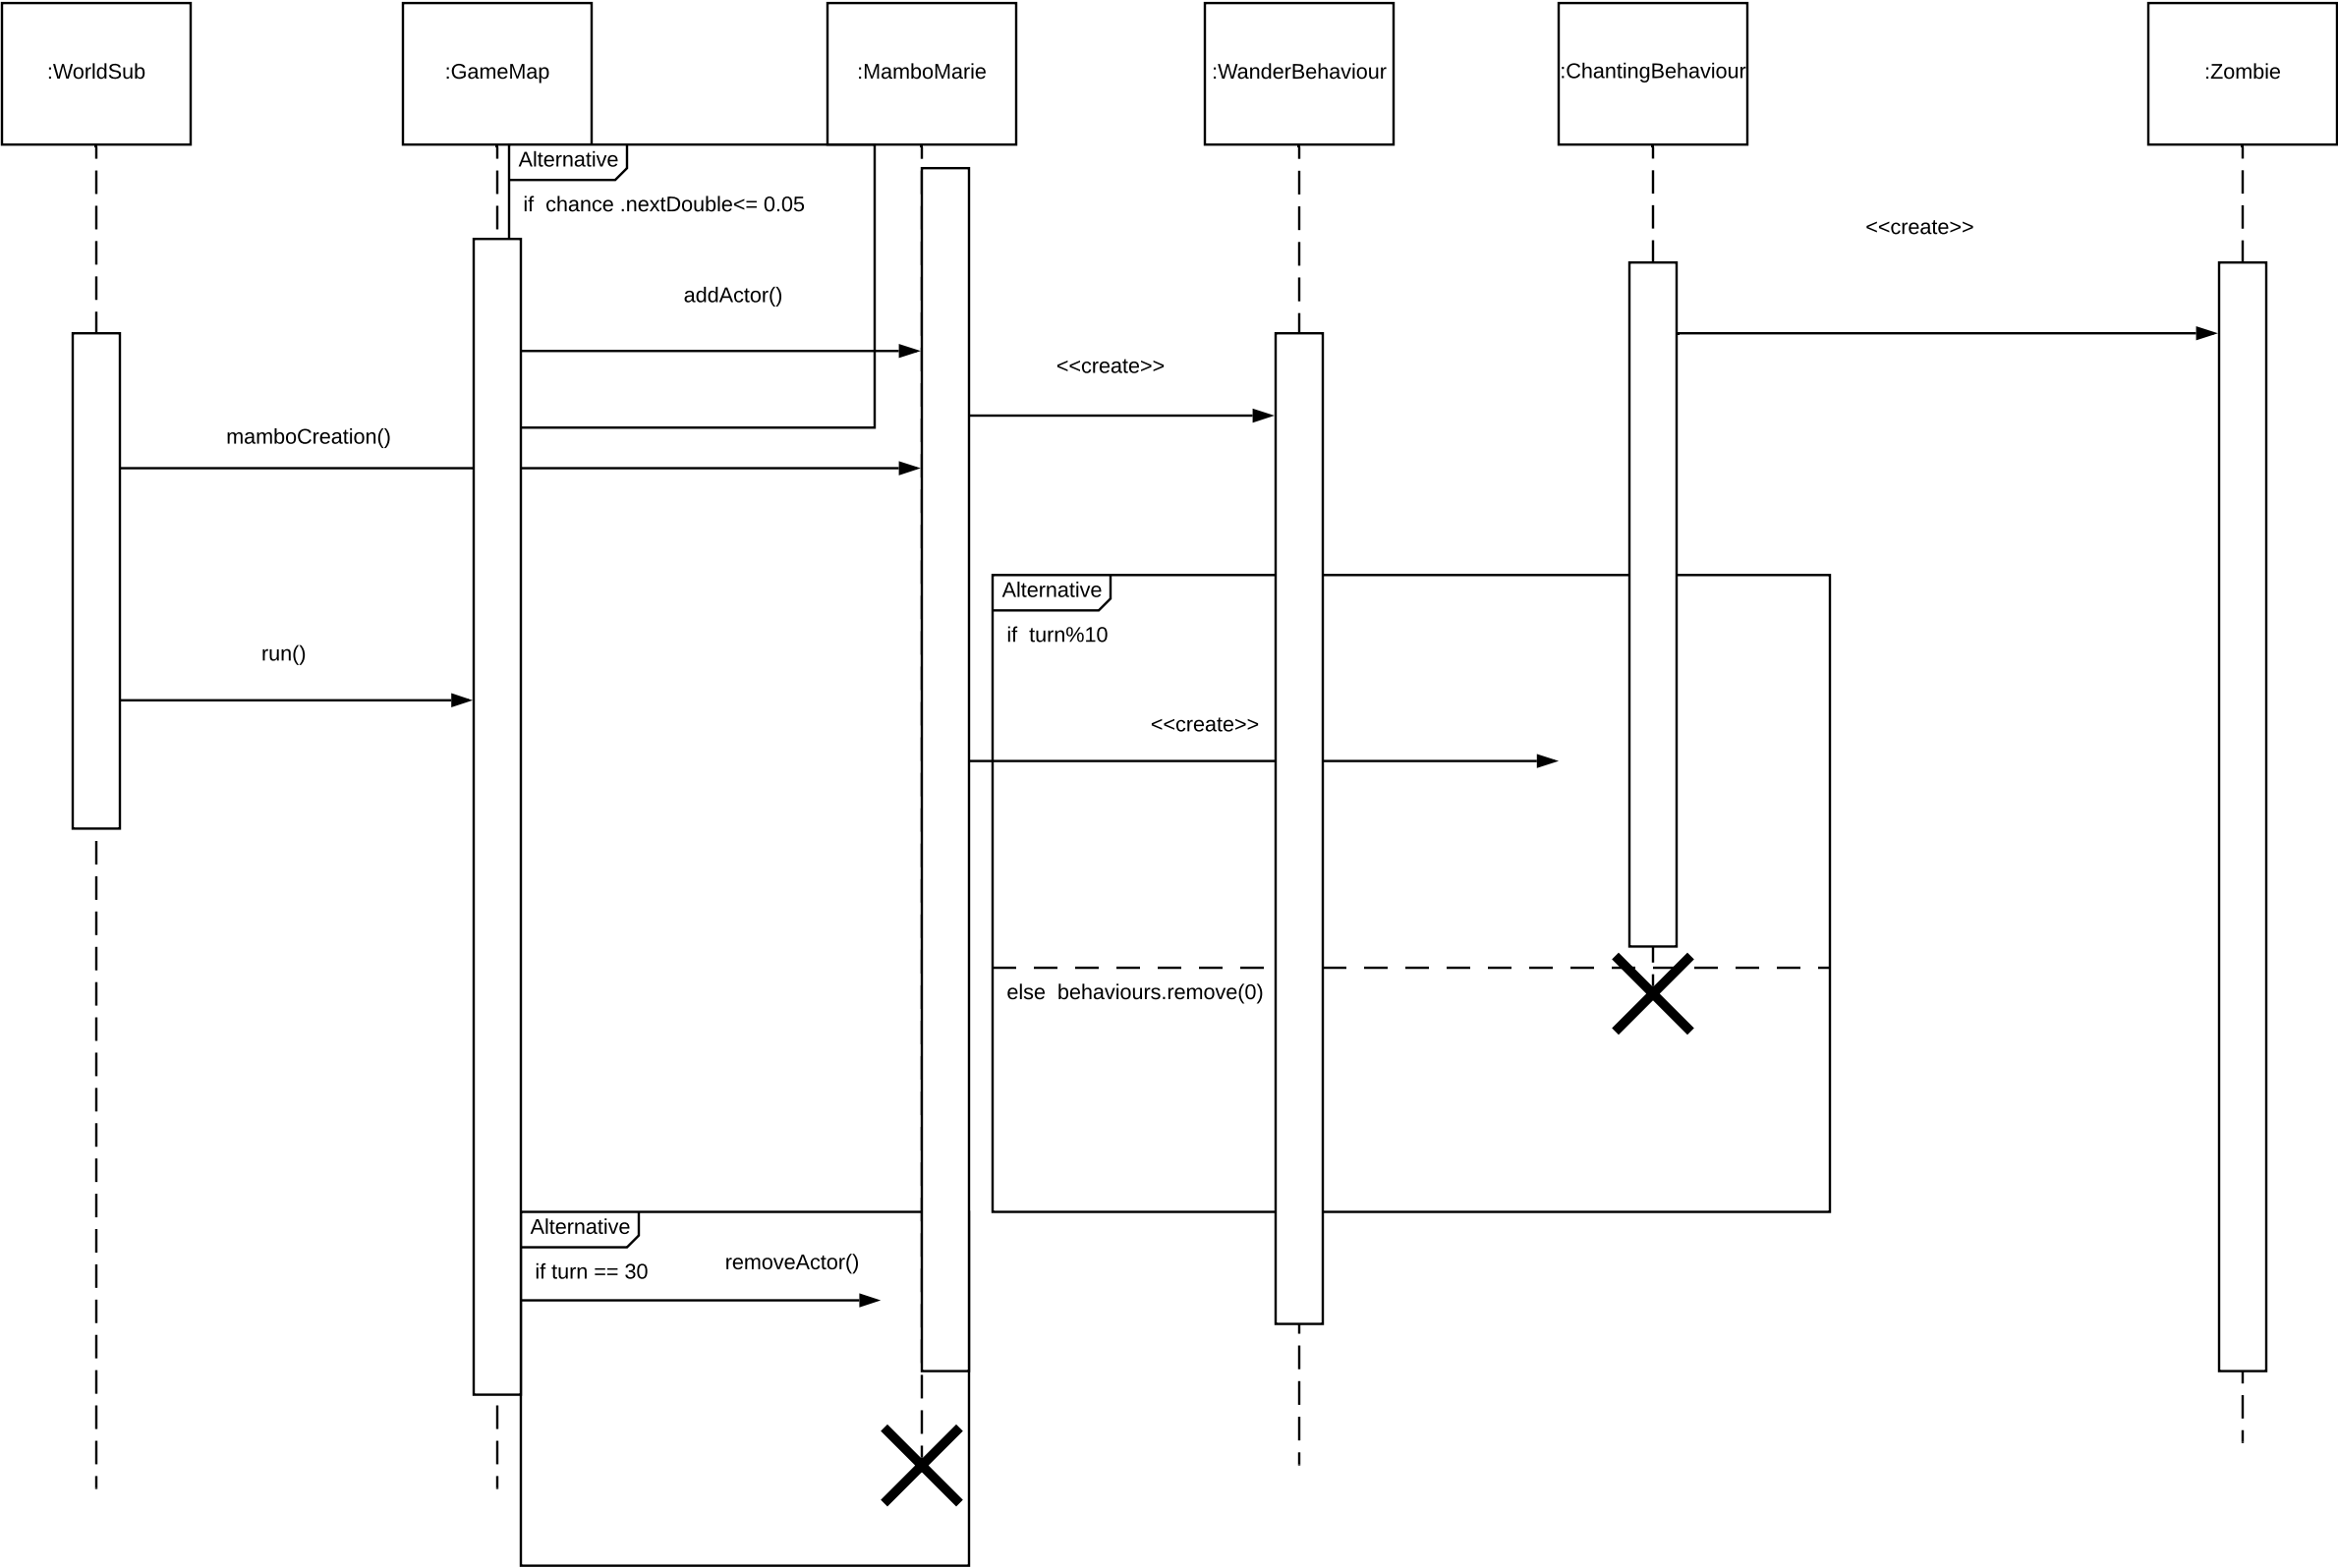 :WorldSub
:GameMap
:MamboMarie
:WanderBehaviour
:ChantingBehaviour
:Zombie
Alternative
if  chance .nextDouble<= 0.05
<<create>>
addActor()
<<create>>
mamboCreation()
Alternative
if  turn%10
run()
<<create>>
else  behaviours.remove(0)
Alternative
removeActor()
if turn == 30